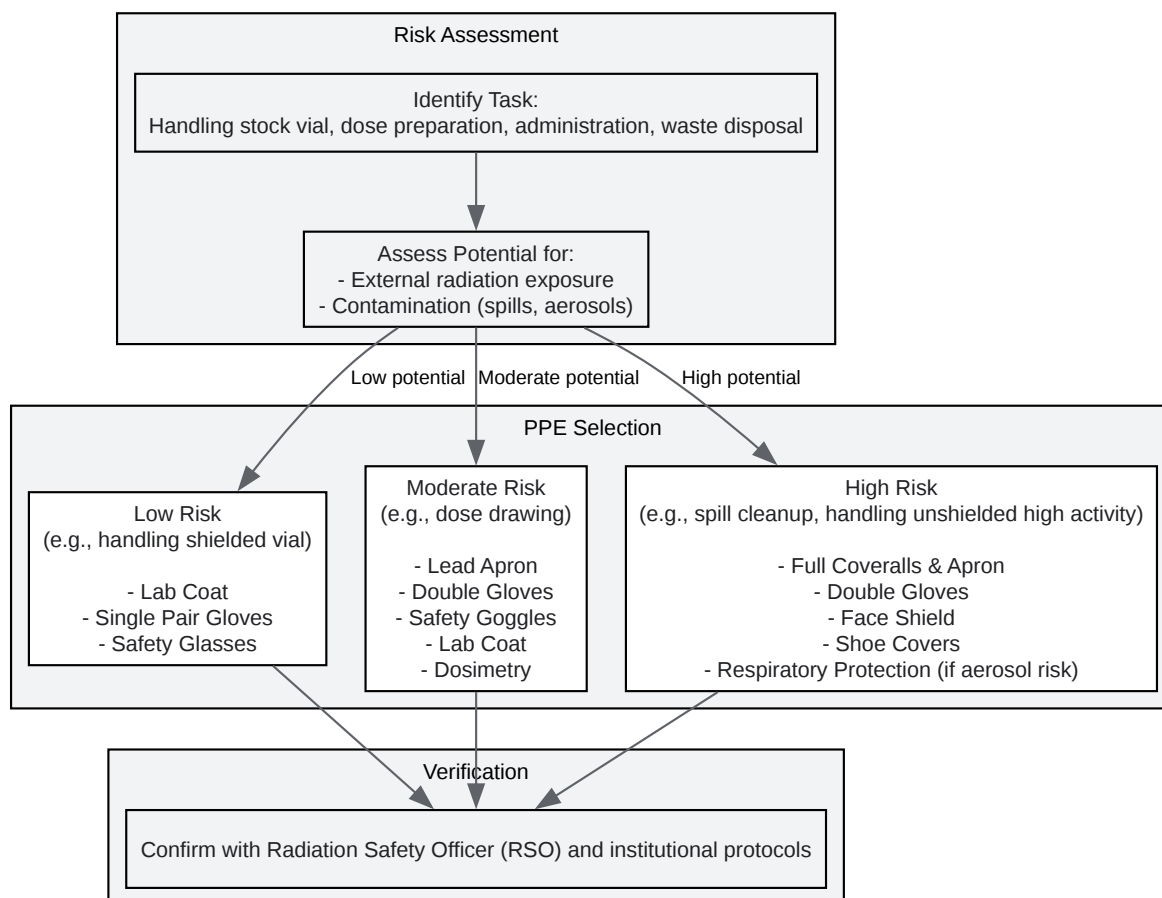 Risk Assessment
Identify Task:
Handling stock vial, dose preparation, administration, waste disposal
Assess Potential for:
- External radiation exposure
- Contamination (spills, aerosols)
Low potential
Moderate potential
High potential
PPE Selection
Low Risk
(e.g., handling shielded vial)
- Lab Coat
- Single Pair Gloves
- Safety Glasses
Moderate Risk
(e.g., dose drawing)
- Lead Apron
- Double Gloves
- Safety Goggles
- Lab Coat
- Dosimetry
High Risk
(e.g., spill cleanup, handling unshielded high activity)
- Full Coveralls & Apron
- Double Gloves
- Face Shield
- Shoe Covers
- Respiratory Protection (if aerosol risk)
Verification
Confirm with Radiation Safety Officer (RSO) and institutional protocols